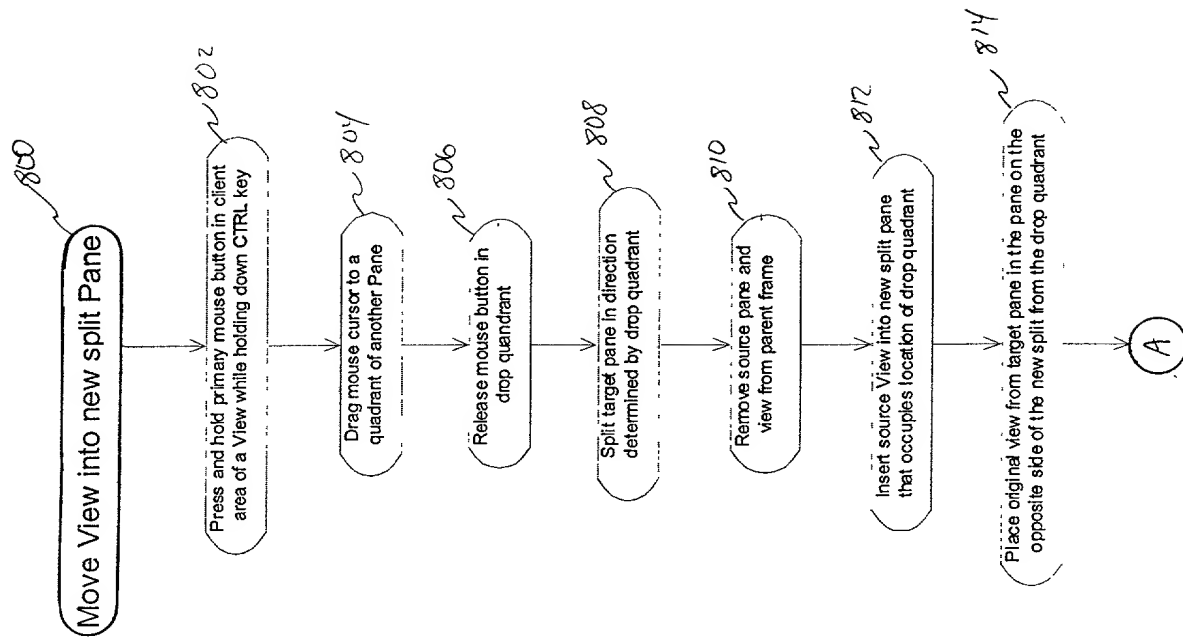 800
Move View into new split Pane
802
Press and hold primary mouse button in client
area of a View while holding down CTRL key
804
Drag mouse cursor to a
quadrant of another Pane
806
Release mouse button in
drop quandrant
808
Split target pane in direction
determined by drop quadrant
810
Remove source pane and
view from parent frame
812
Insert source View into new split pane
that occuples location of drop quadrant
814
Place original view from target pane in the pane on the
opposite side of the new split from the drop quadrant
A